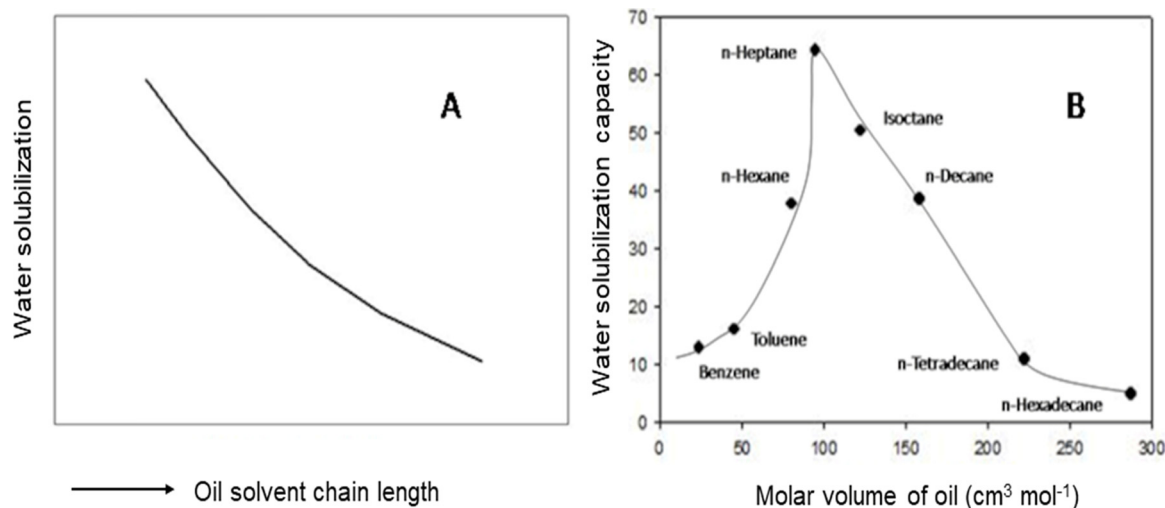 Water solubilization
A
Oil solvent chain length
Water solubilization capacity
70
60
50
40
30
20
10
0
n-Heptane
B
Isoctane
n-Hexane
n-Decane
Toluene
Benzene
n-Tetradecane
n-Hexadecane
0 50 100 150 200 250 300
Molar volume of oil (cm³ mol⁻¹)